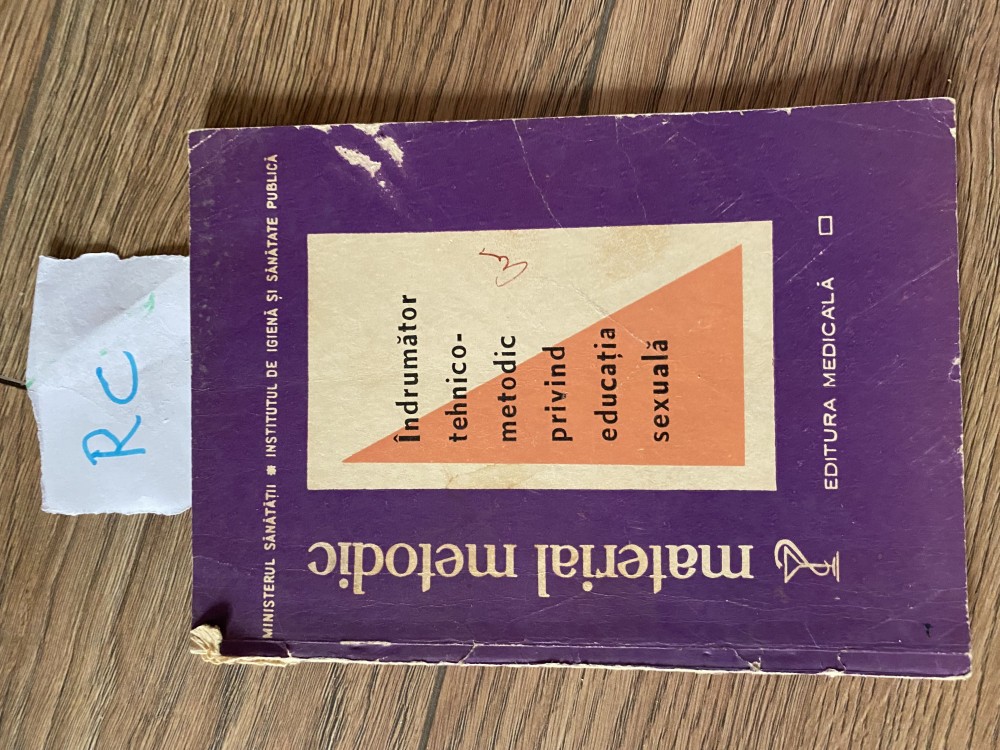 RC
MINISTERUL SĂNĂTĂȚII * INSTITUTUL DE IGIENĂ ȘI SĂNĂTATE PUBLICĂ
material metodic
Îndrumător
tehnico-
metodic
privind
educația
sexuală
EDITURA MEDICALĂ